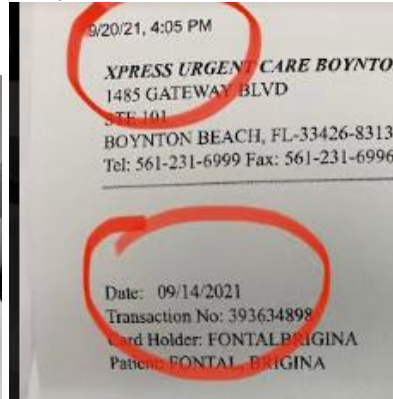 9/20/21, 4:05 PM
XPRESS URGENT CARE BOYNTO
1485 GATEWAY BLVD
STE 101
BOYNTON BEACH, FL-33426-8313
Tel: 561-231-6999 Fax: 561-231-6996
Date: 09/14/2021
Transaction No: 393634898
Card Holder: FONTALBRIGINA
Patient: FONTAL, BRIGINA